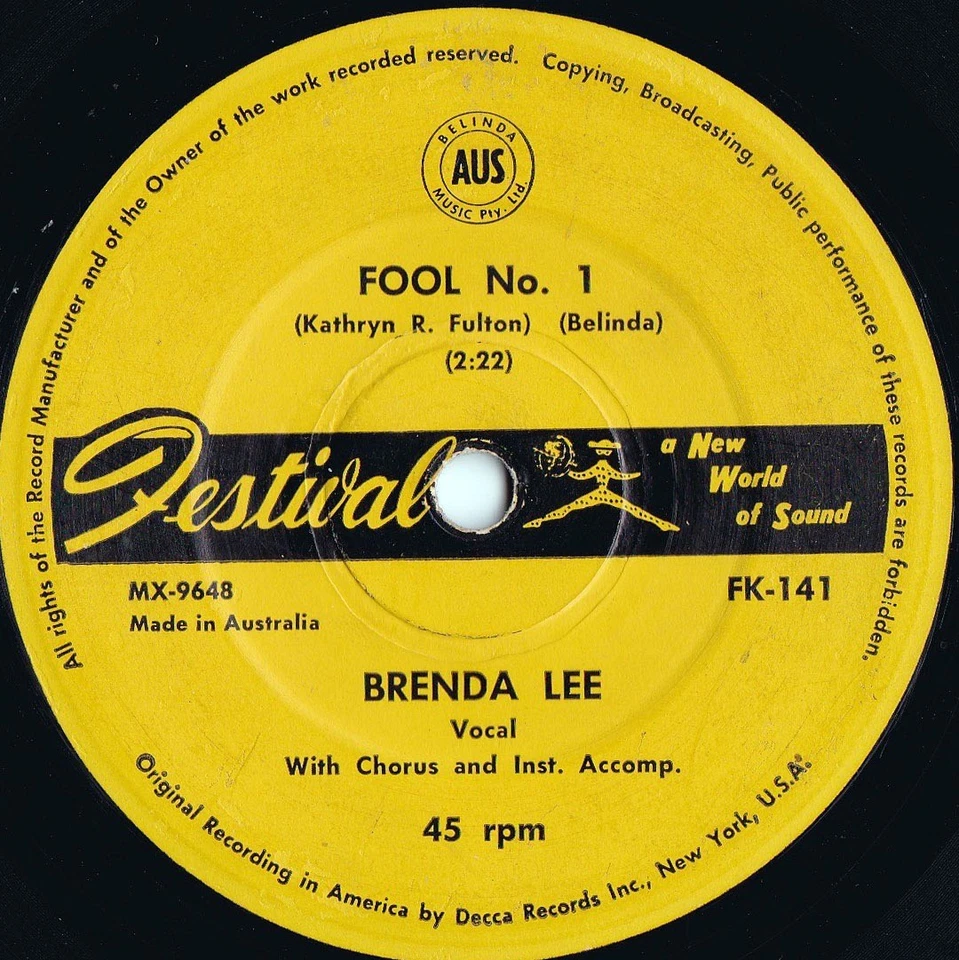 All rights of the Record Manufacturer and of the Owner of the work recorded reserved. Copying, Broadcasting, Public performance of these records are forbidden.
BELINDA
AUS
MUSIC Pty. Ltd.
FOOL No. 1
(Kathryn R. Fulton) (Belinda)
(2:22)
Festival
a New
World
of Sound
MX-9648
FK-141
Made in Australia
BRENDA LEE
Vocal
With Chorus and Inst. Accomp.
45 rpm
Original Recording in America by Decca Records Inc., New York, U.S.A.